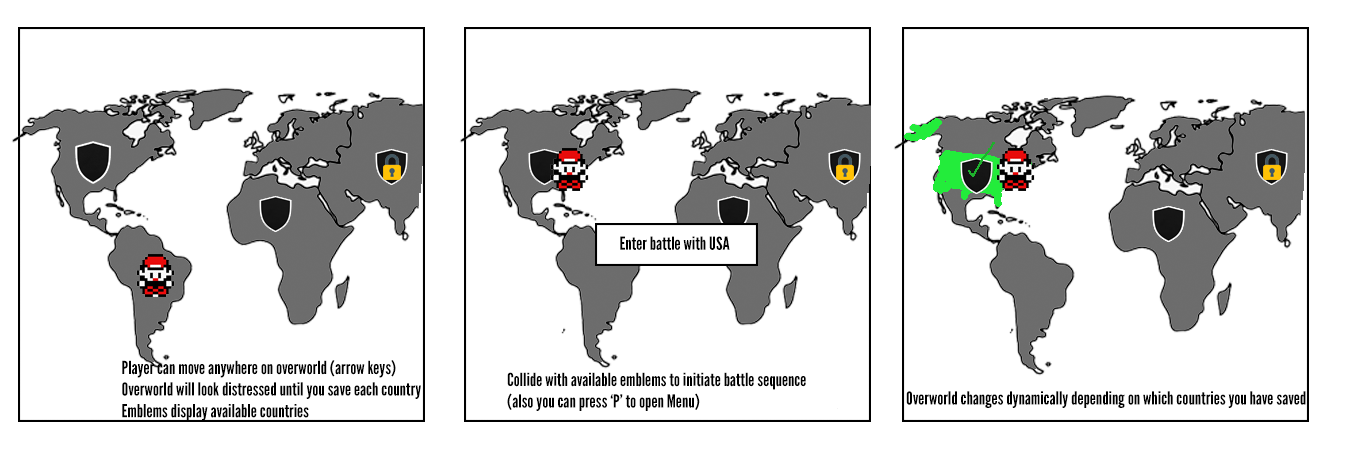 Player can move anywhere on overworld (arrow keys)
Overworld will look distressed until you save each country
Emblems display available countries
Enter battle with USA
Collide with available emblems to initiate battle sequence
(also you can press ‘P’ to open Menu)
Overworld changes dynamically depending on which countries you have saved